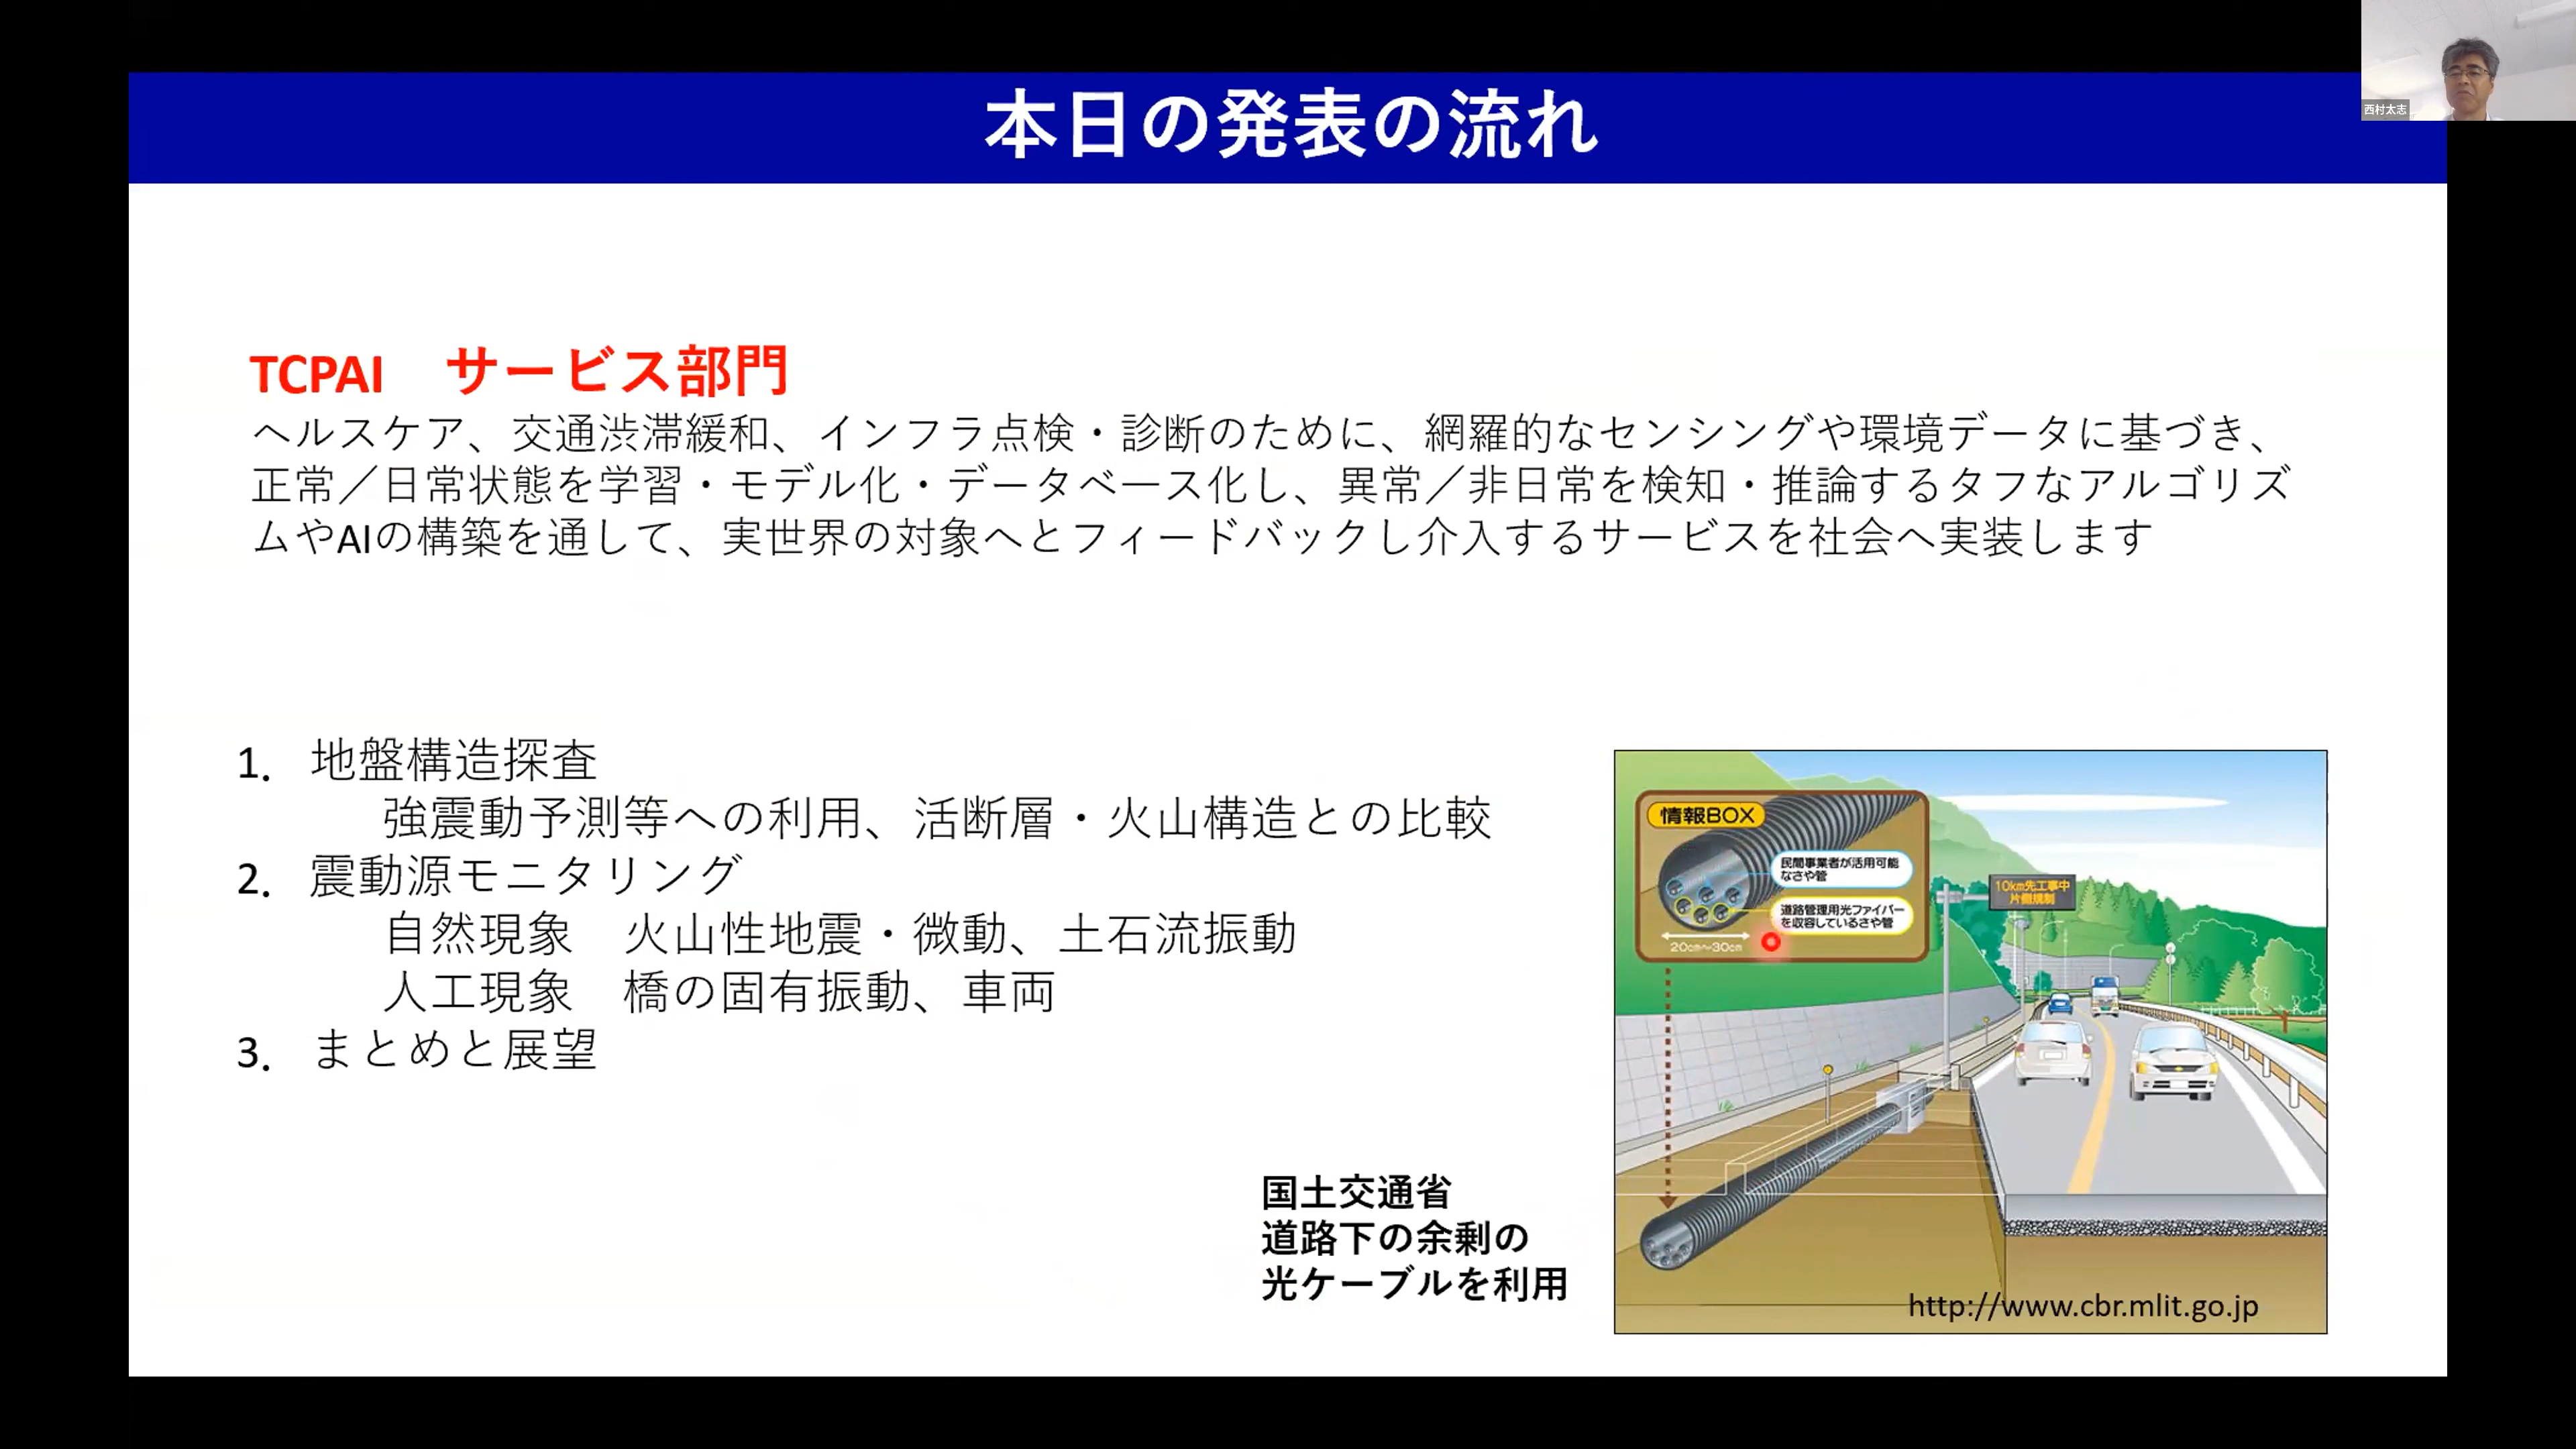 本日の発表の流れ
西村太志
TCPAI　サービス部門
ヘルスケア、交通渋滞緩和、インフラ点検・診断のために、網羅的なセンシングや環境データに基づき、
正常／日常状態を学習・モデル化・データベース化し、異常／非日常を検知・推論するタフなアルゴリズ
ムやAIの構築を通して、実世界の対象へとフィードバックし介入するサービスを社会へ実装します
1. 地盤構造探査
強震動予測等への利用、活断層・火山構造との比較
2. 震動源モニタリング
自然現象　火山性地震・微動、土石流振動
人工現象　橋の固有振動、車両
3. まとめと展望
国土交通省
道路下の余剰の
光ケーブルを利用
情報BOX
民間事業者が活用可能
なさや管
道路管理用光ファイバー
を収容しているさや管
20cm～30cm
10km先工事中
片側規制
http://www.cbr.mlit.go.jp